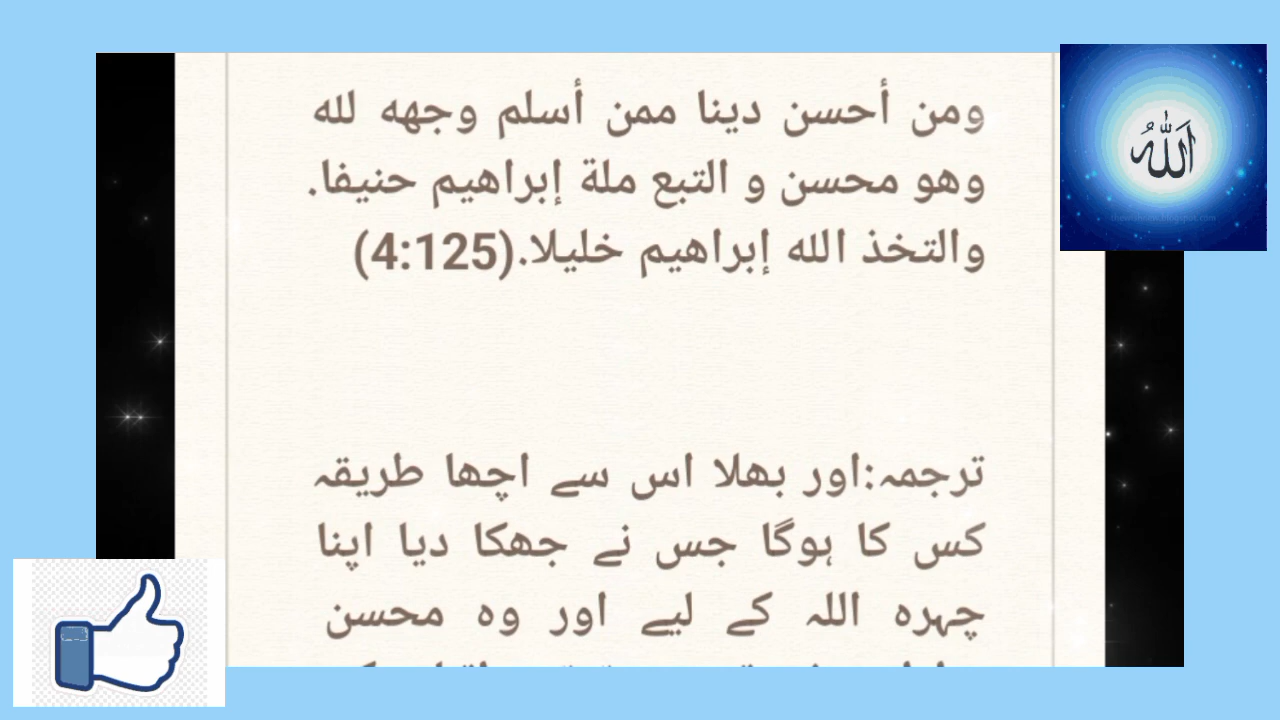 ومن أحسن دينا ممن أسلم وجهه لله
وهو محسن و التبع ملة إبراهيم حنيفا.
والتخذ الله إبراهيم خليلا.(4:125)
ترجمہ:اور بھلا اس سے اچھا طریقہ
کس کا ہوگا جس نے جھکا دیا اپنا
چہرہ اللہ کے لیے اور وہ محسن
الله